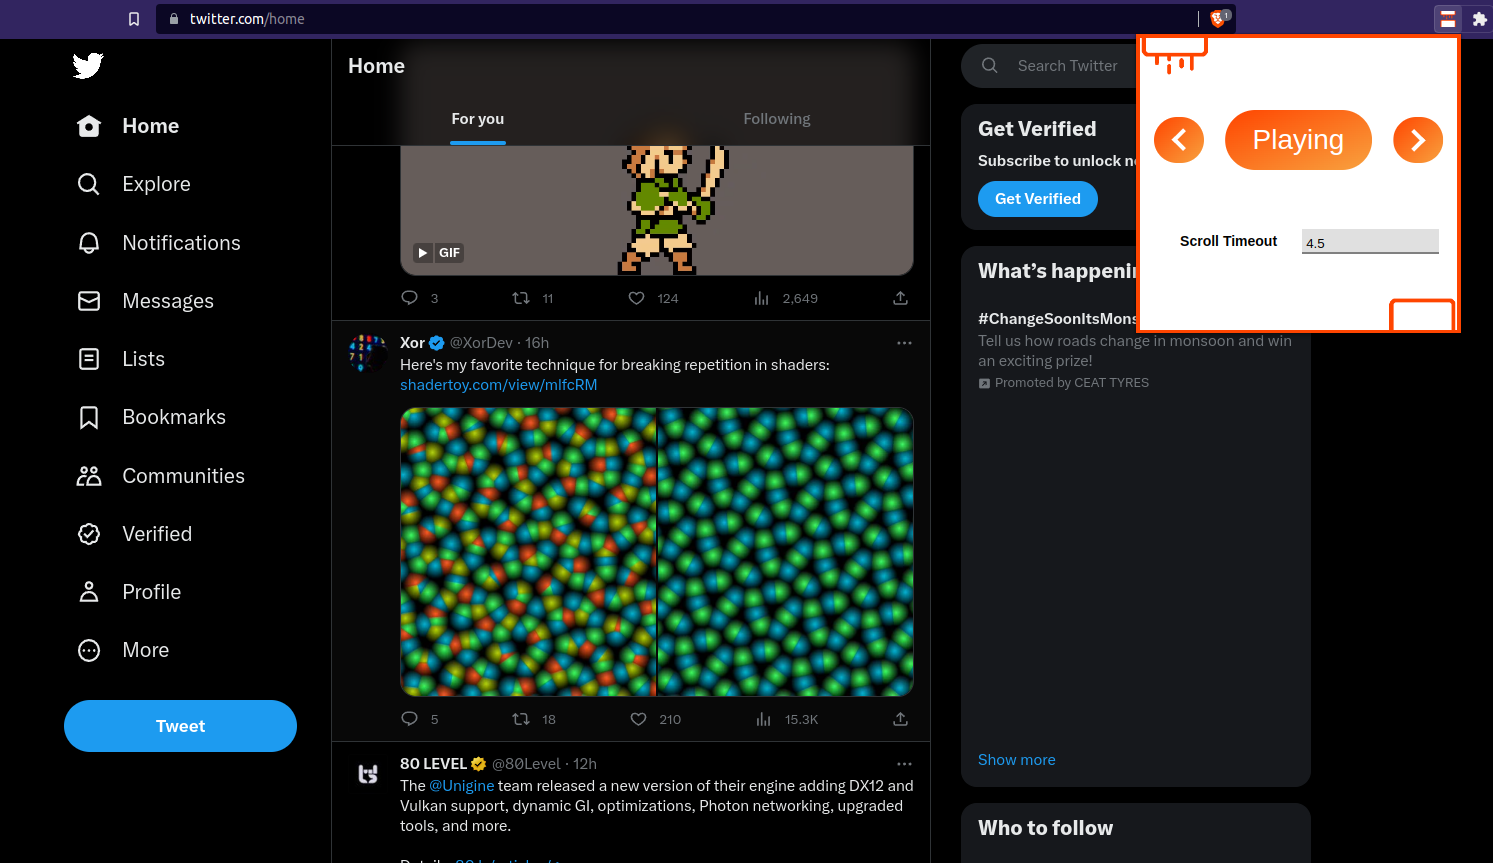 twitter.com/home
1
Home
Explore
Notifications
Messages
Lists
Bookmarks
Communities
Verified
Profile
More
Tweet
Home
For you
Following
GIF
3
11
124
2,649
Xor @XorDev · 16h
Here's my favorite technique for breaking repetition in shaders:
shadertoy.com/view/mlfcRM
5
18
210
15.3K
80 LEVEL @80Level · 12h
The @Unigine team released a new version of their engine adding DX12 and
Vulkan support, dynamic GI, optimizations, Photon networking, upgraded
tools, and more.
Search Twitter
Get Verified
Subscribe to unlock
Get Verified
What's
#ChangeSoonItsMons
Tell us how roads change in monsoon and win
an exciting prize!
Promoted by CEAT TYRES
Show more
Who to follow
Playing
Scroll Timeout
4.5